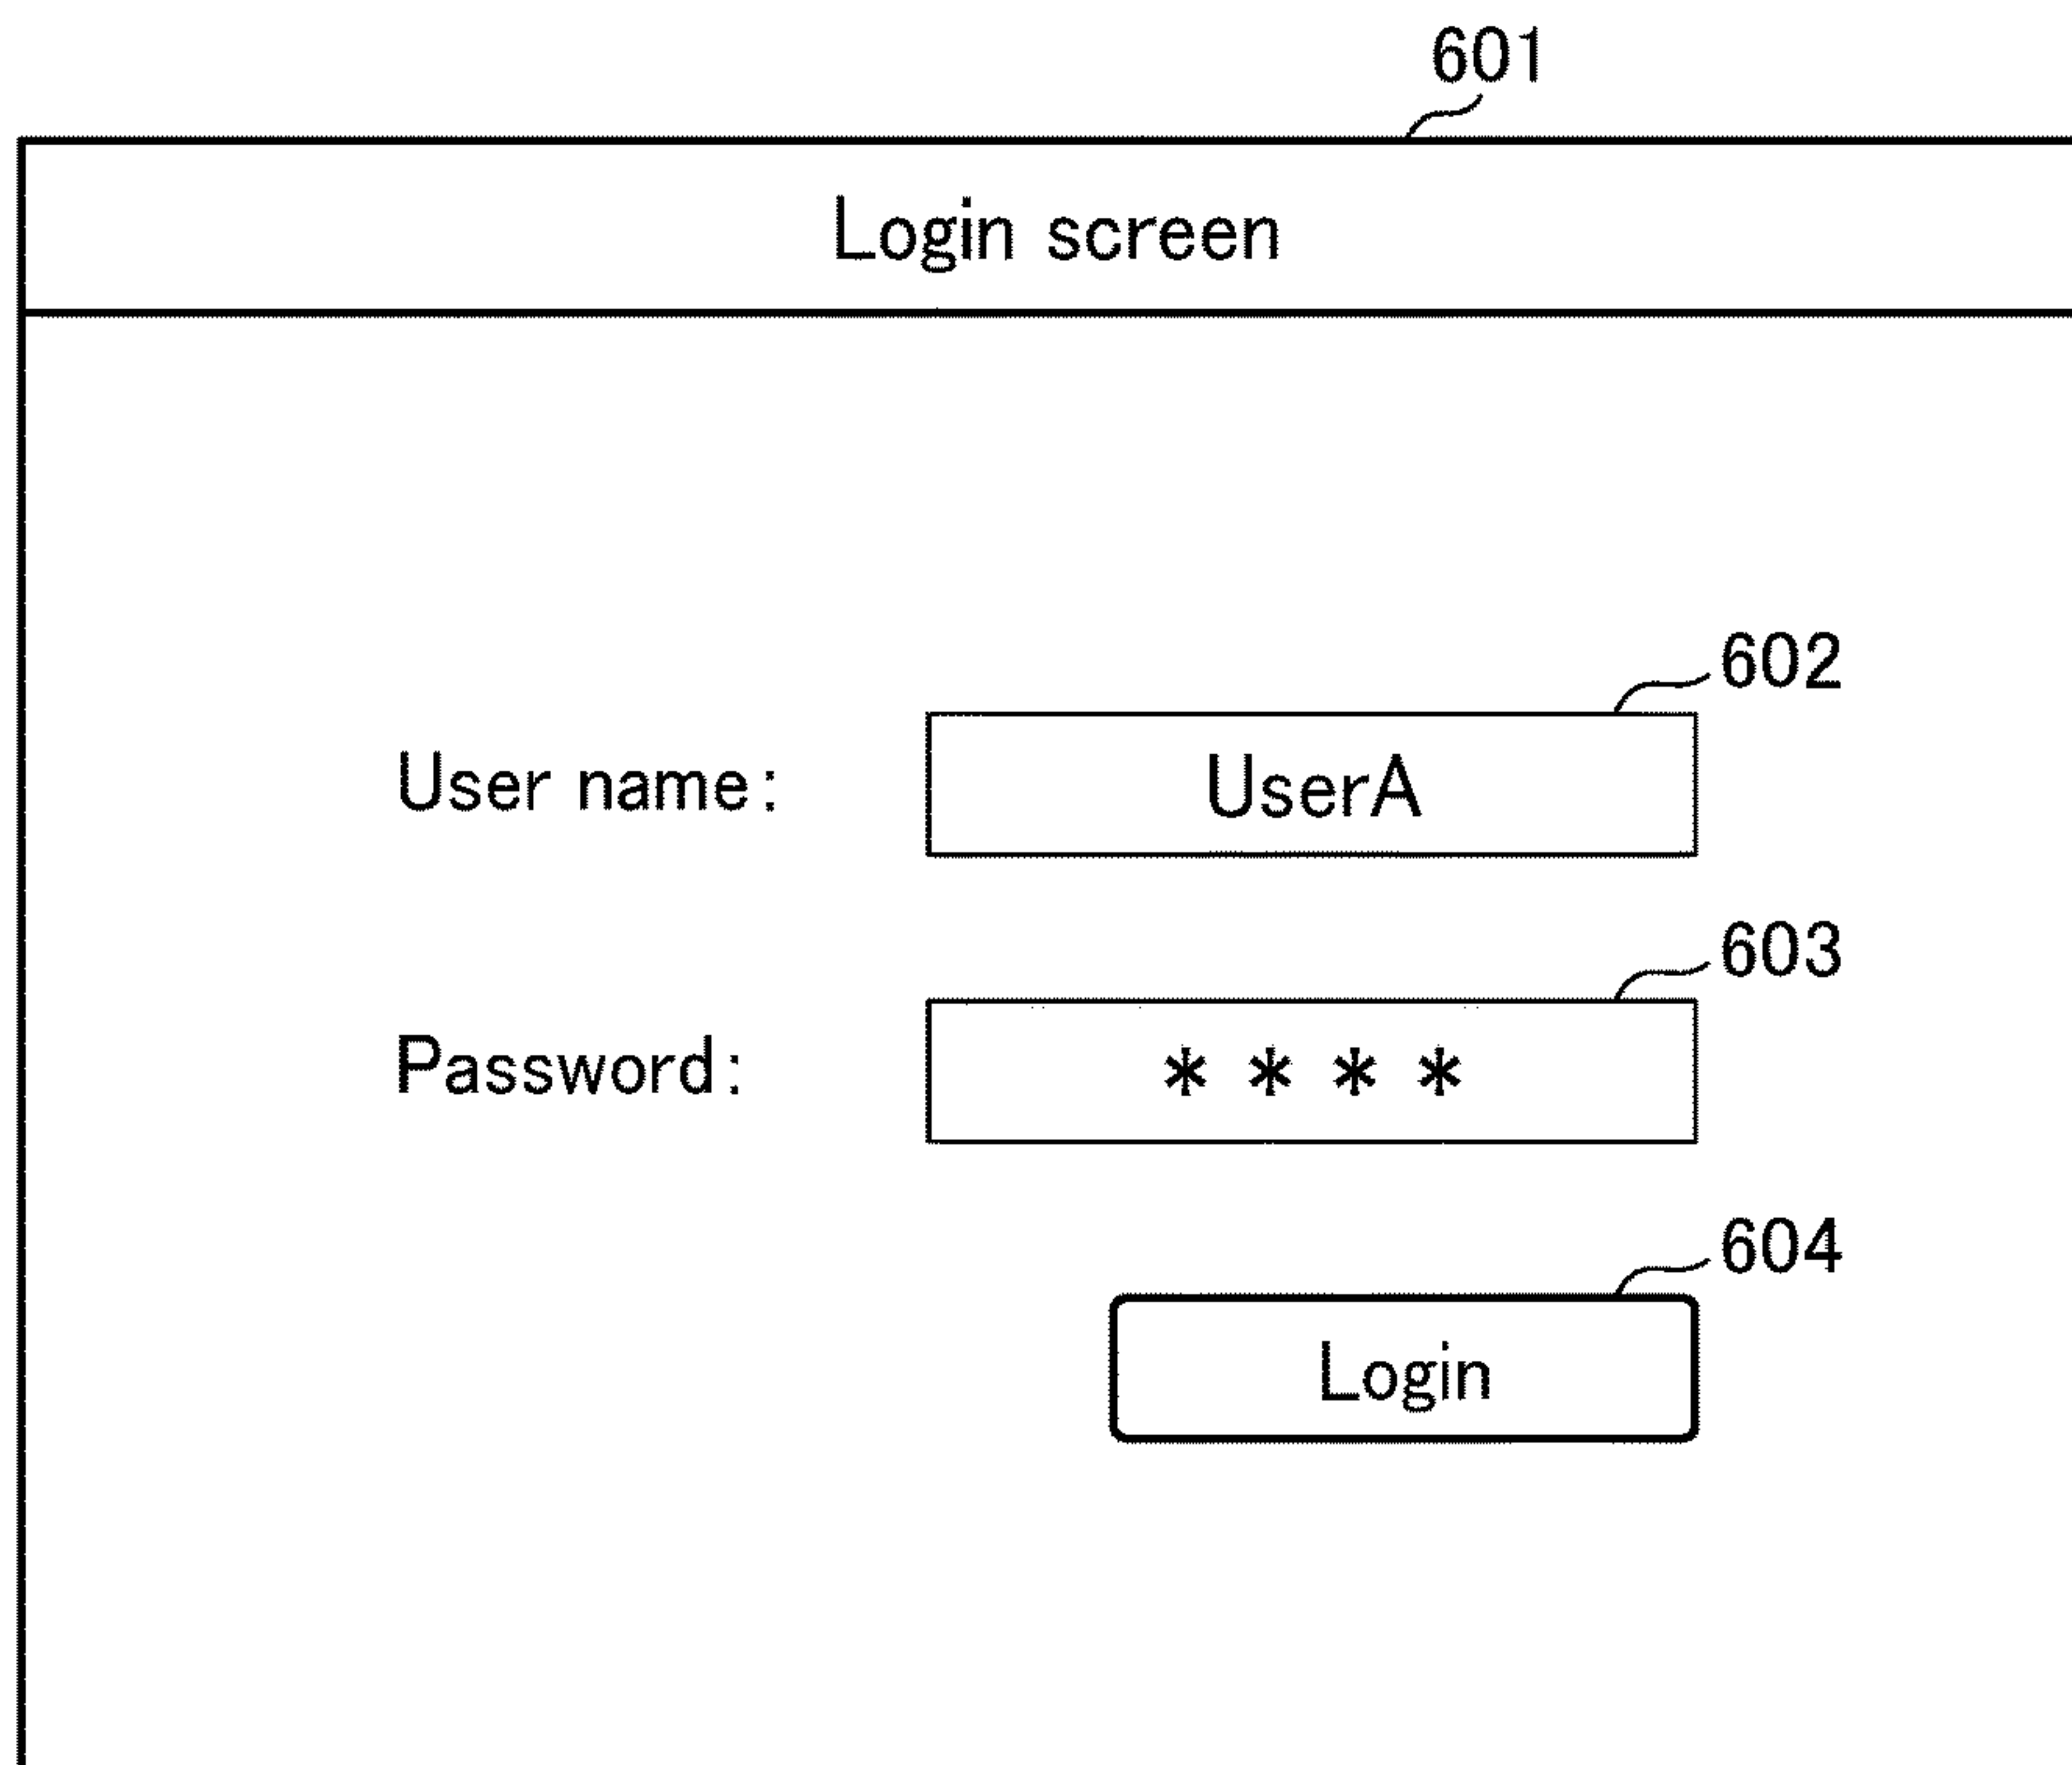 601
Login screen
602
User name: UserA
603
Password: ＊＊＊＊
604
Login